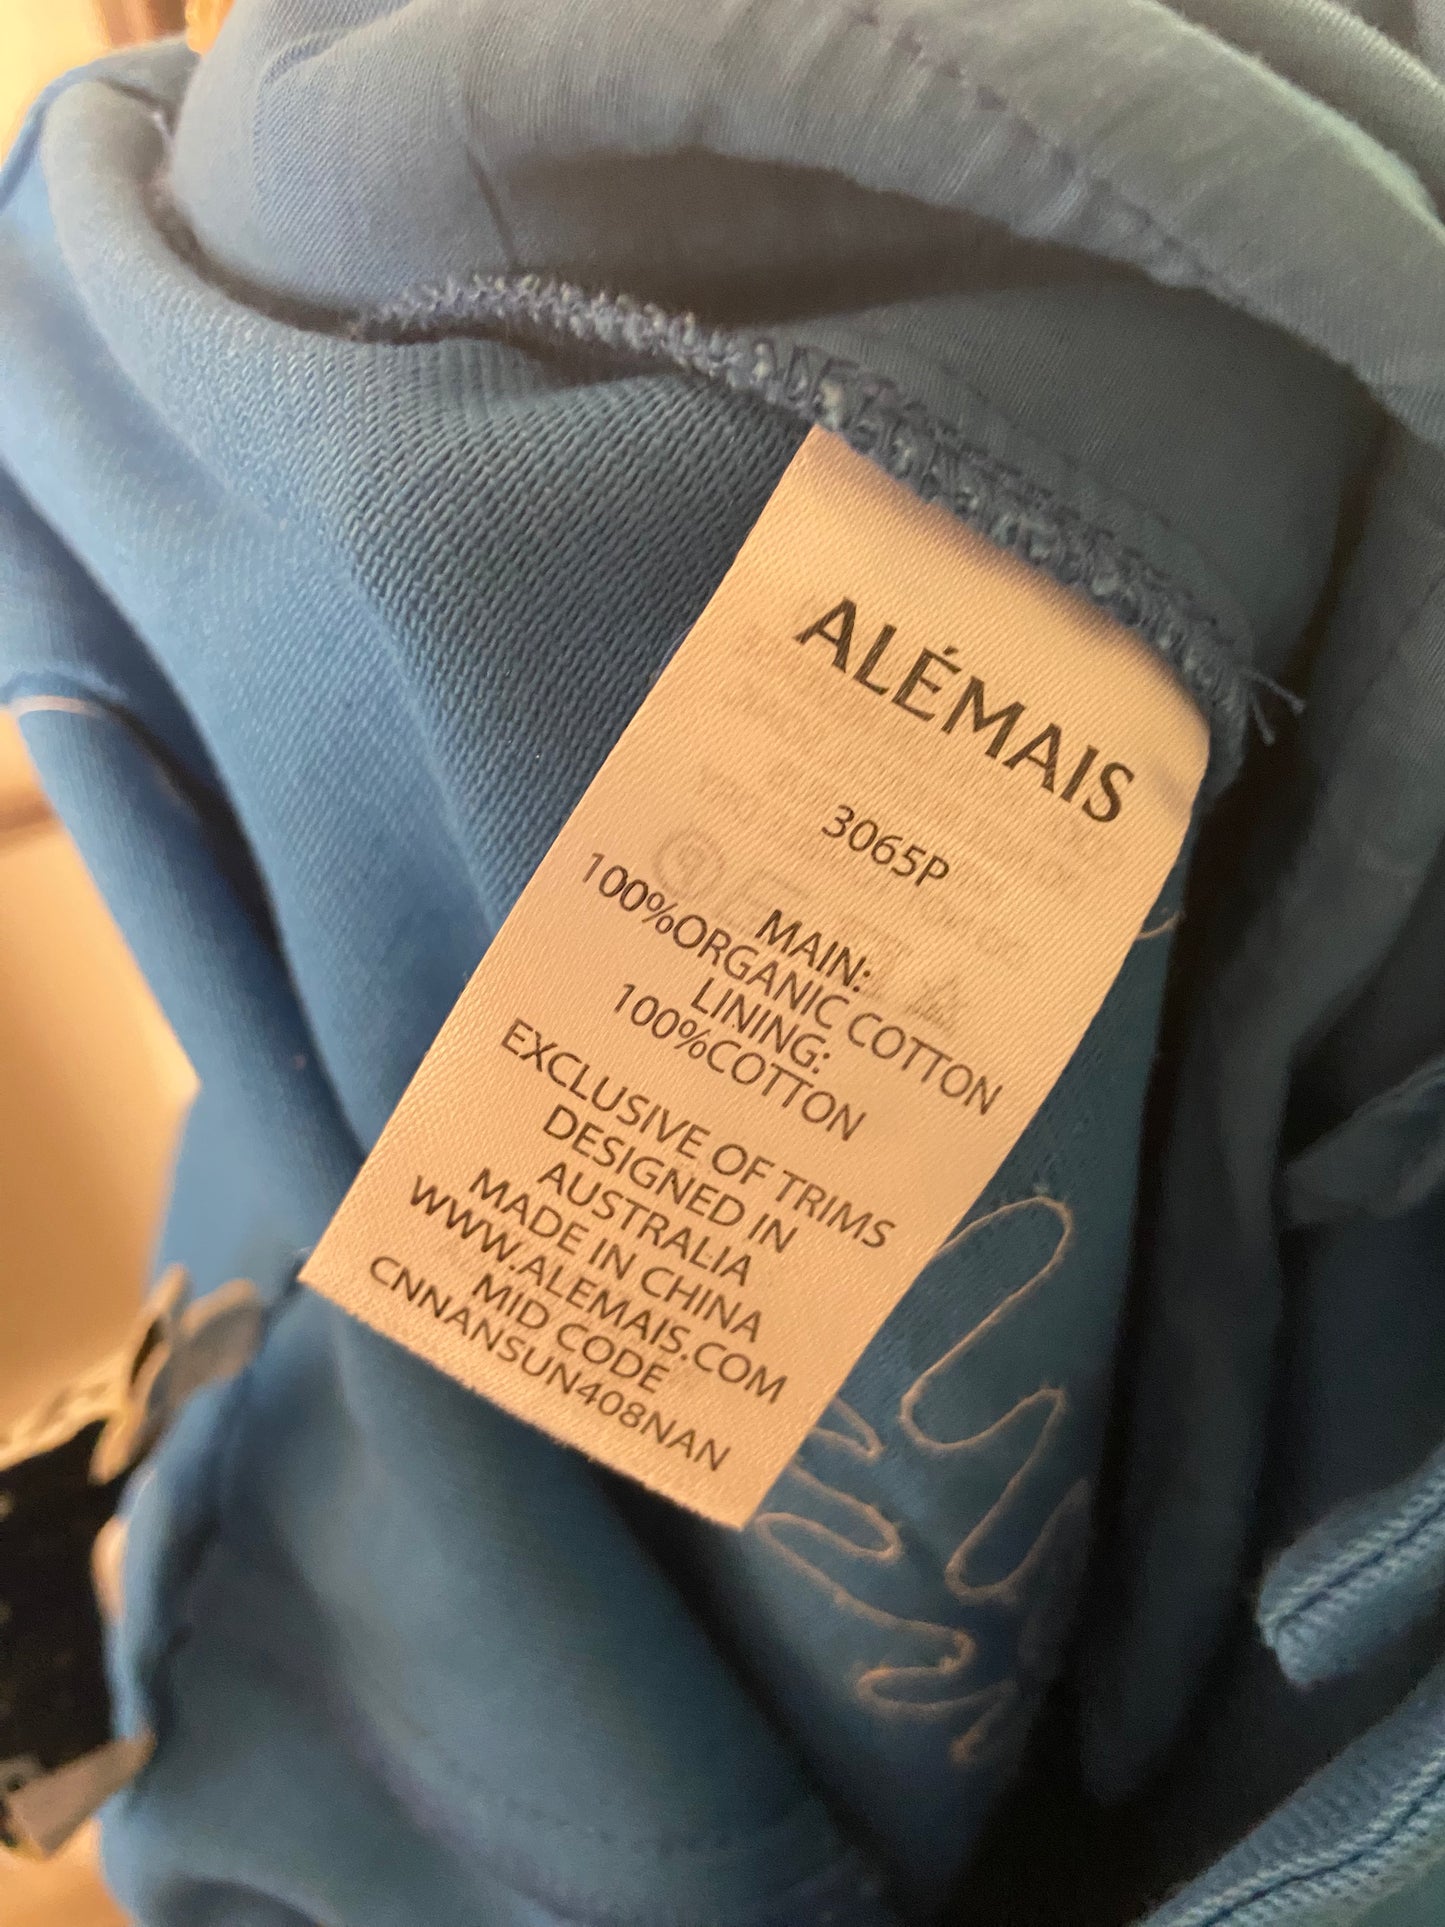 ALÉMAIS
3065P
MAIN:
100%ORGANIC COTTON
LINING:
100%COTTON
EXCLUSIVE OF TRIMS
DESIGNED IN
AUSTRALIA
MADE IN CHINA
WWW.ALEMAIS.COM
MID CODE
CNNANSUN408NAN